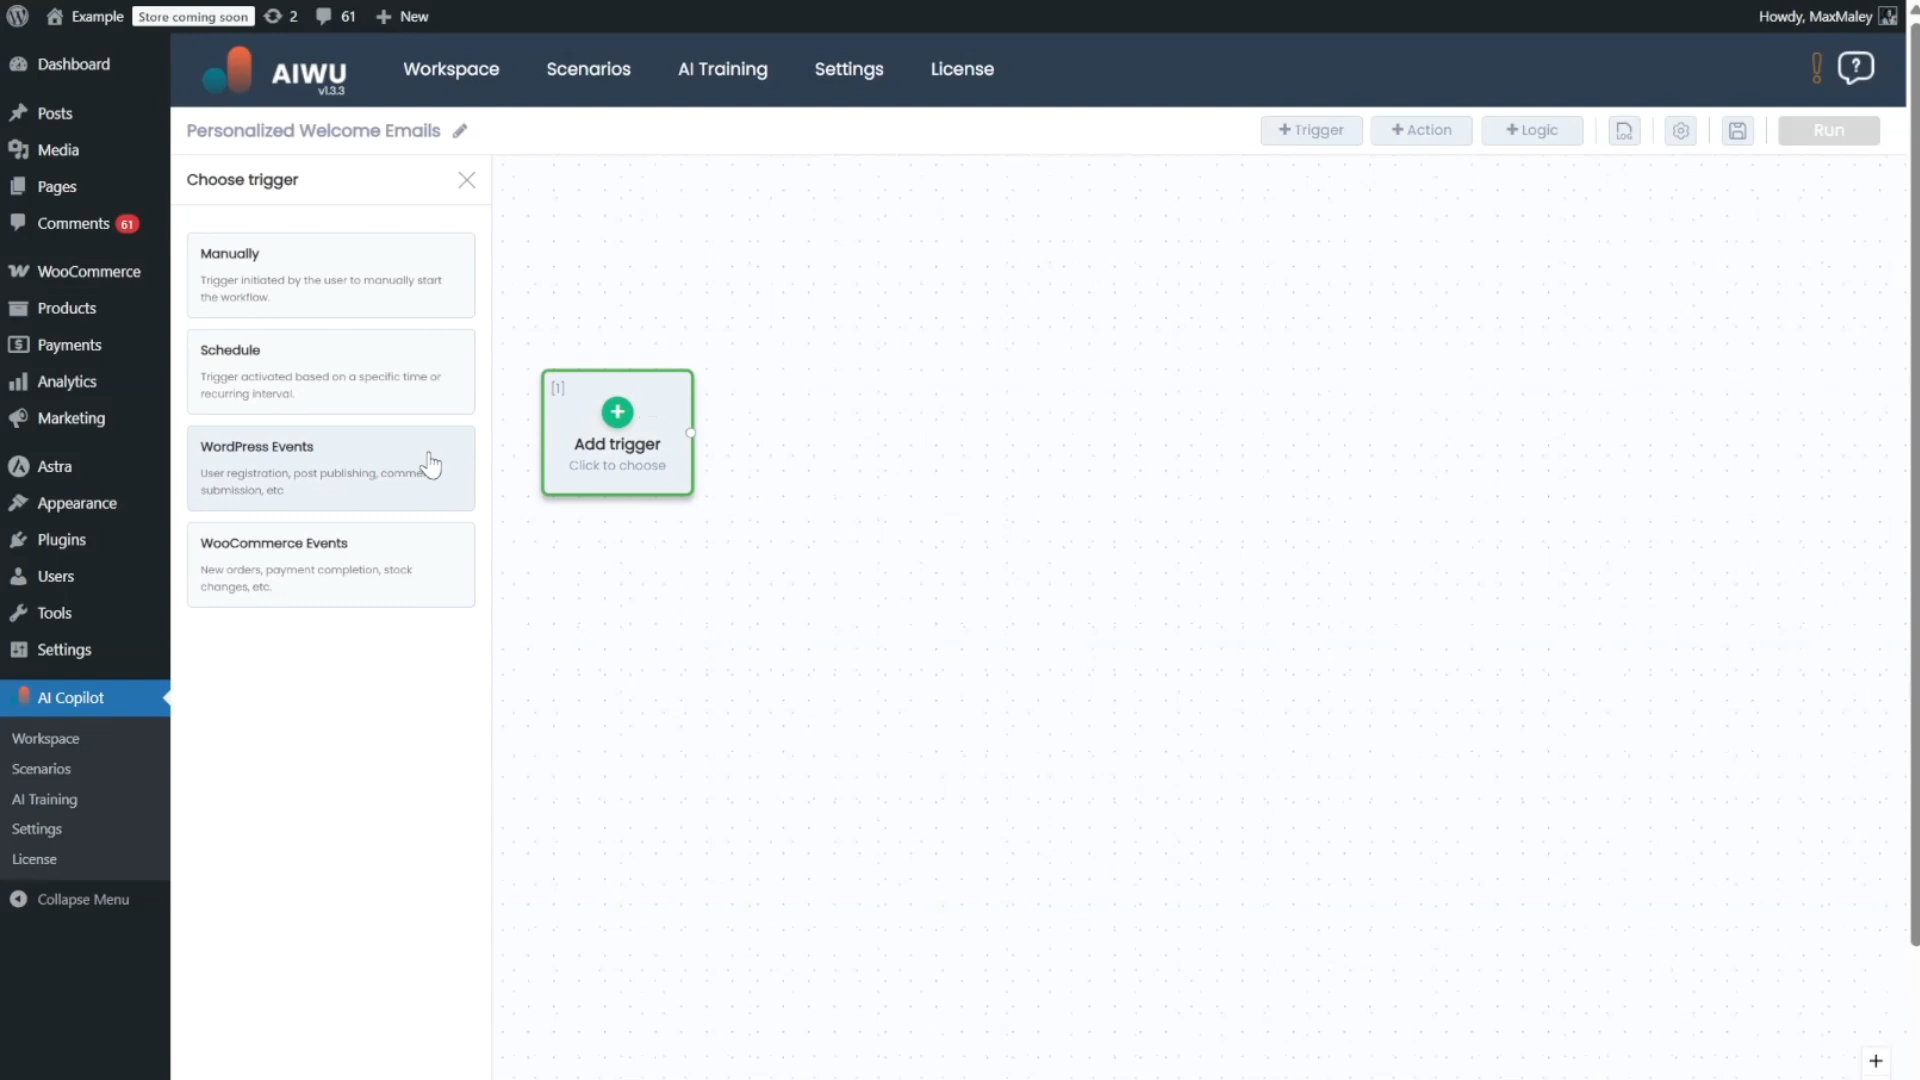 Example
Store coming soon
2
61
New
Howdy, MaxMaley
Dashboard
Posts
Media
Pages
Comments 61
WooCommerce
Products
Payments
Analytics
Marketing
Astra
Appearance
Plugins
Users
Tools
Settings
AI Copilot
Workspace
Scenarios
AI Training
Settings
License
Collapse Menu
AIWU
v1.3.3
Workspace
Scenarios
AI Training
Settings
License
Personalized Welcome Emails
+ Trigger
+ Action
+ Logic
LOG
Run
Choose trigger
Manually
Trigger initiated by the user to manually start
the workflow.
Schedule
Trigger activated based on a specific time or
recurring interval.
WordPress Events
User registration, post publishing,
submission, etc
WooCommerce Events
New orders, payment completion, stock
changes, etc.
[1]
Add trigger
Click to choose